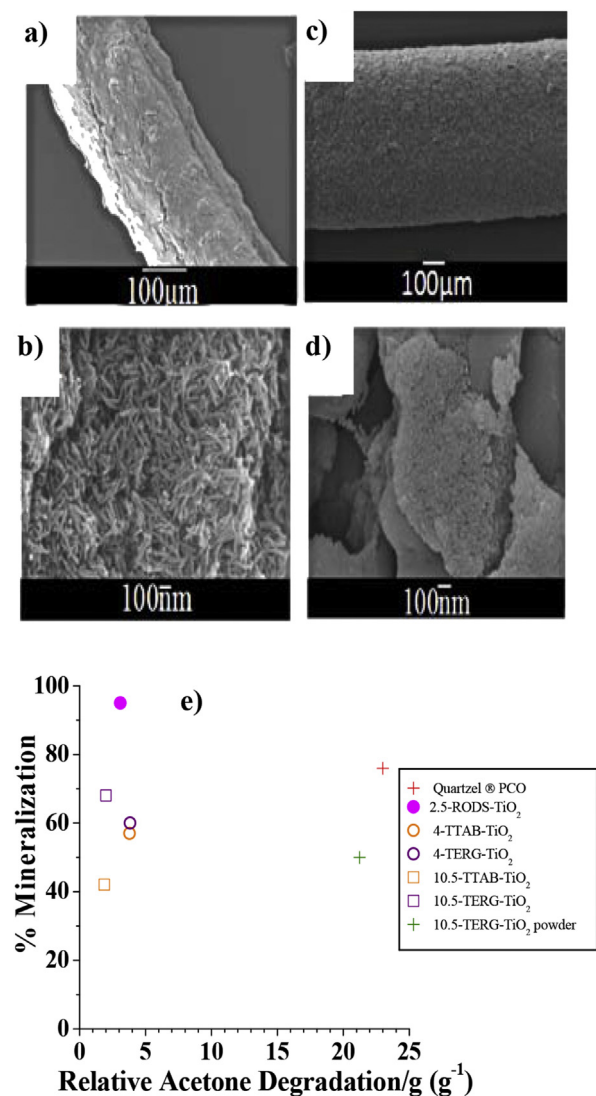 a)
100µm
c)
100µm
b)
100nm
d)
100nm
e)
100
80
60
40
20
0
% Mineralization
0 5 10 15 20 25
Relative Acetone Degradation/g (g⁻¹)
Quartzel ® PCO
2.5-RODS-TiO₂
4-TTAB-TiO₂
4-TERG-TiO₂
10.5-TTAB-TiO₂
10.5-TERG-TiO₂
10.5-TERG-TiO₂ powder